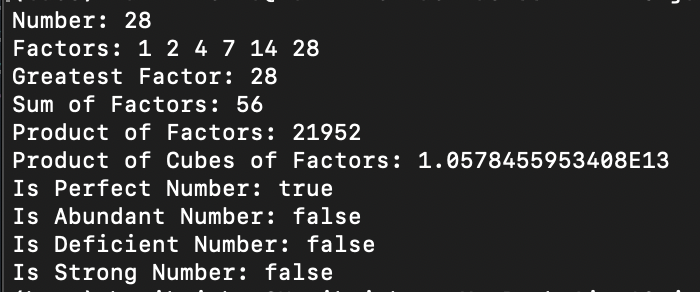 Number: 28
Factors: 1 2 4 7 14 28
Greatest Factor: 28
Sum of Factors: 56
Product of Factors: 21952
Product of Cubes of Factors: 1.0578455953408E13
Is Perfect Number: true
Is Abundant Number: false
Is Deficient Number: false
Is Strong Number: false